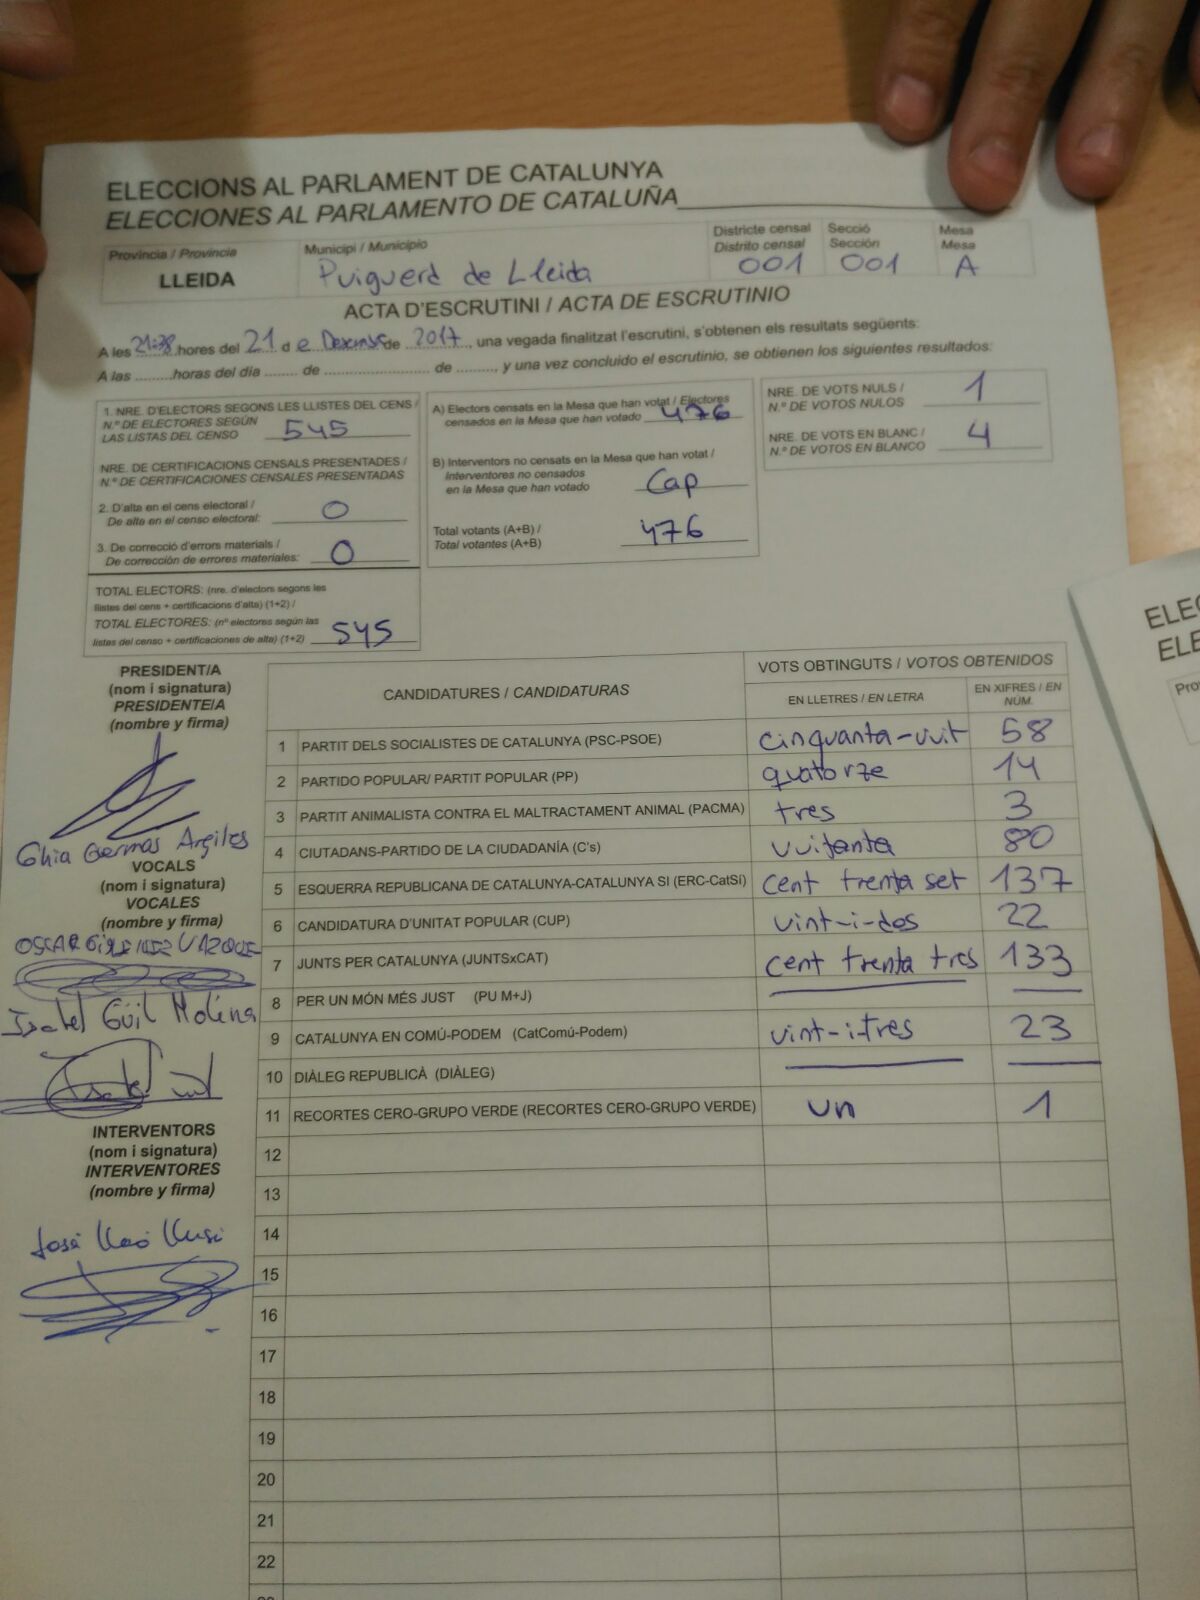 ELECCIONS AL PARLAMENT DE CATALUNYA
ELECCIONES AL PARLAMENTO DE CATALUÑA
Província / Provincia
LLEIDA
Municipi / Municipio
Puigverd de Lleida
Districte censal
Distrito censal
001
Secció
Sección
001
Mesa
Mesa
A
ACTA D'ESCRUTINI / ACTA DE ESCRUTINIO
A les 21:38 hores del 21 d e Desembre de 2017, una vegada finalitzat l'escrutini, s'obtenen els resultats següents:
A las .........horas del día ........ de ............................ de ........., y una vez concluido el escrutinio, se obtienen los siguientes resultados:
1. NRE. D'ELECTORS SEGONS LES LLISTES DEL CENS /
N.º DE ELECTORES SEGÚN
LAS LISTAS DEL CENSO 545
NRE. DE CERTIFICACIONS CENSALS PRESENTADES /
N.º DE CERTIFICACIONES CENSALES PRESENTADAS
2. D'alta en el cens electoral /
De alta en el censo electoral: 0
3. De correcció d'errors materials /
De corrección de errores materiales: 0
TOTAL ELECTORS: (nre. d'electors segons les
llistes del cens + certificacions d'alta) (1+2) /
TOTAL ELECTORES: (nº electores según las
listes del censo + certificaciones de alta) (1+2) 545
A) Electors censats en la Mesa que han votat / Electores
censados en la Mesa que han votado 476
B) Interventors no censats en la Mesa que han votat /
Interventores no censados
en la Mesa que han votado Cap
Total votants (A+B) /
Total votantes (A+B) 476
NRE. DE VOTS NULS /
N.º DE VOTOS NULOS 1
NRE. DE VOTS EN BLANC /
N.º DE VOTOS EN BLANCO 4
PRESIDENT/A
(nom i signatura)
PRESIDENTE/A
(nombre y firma)
VOCALS
(nom i signatura)
VOCALES
(nombre y firma)
Isabel Güil Molina
INTERVENTORS
(nom i signatura)
INTERVENTORES
(nombre y firma)
CANDIDATURES / CANDIDATURAS
VOTS OBTINGUTS / VOTOS OBTENIDOS
EN LLETRES / EN LETRA
EN XIFRES / EN NÚM.
1 PARTIT DELS SOCIALISTES DE CATALUNYA (PSC-PSOE) cinquanta-vuit 58
2 PARTIDO POPULAR/ PARTIT POPULAR (PP) quatorze 14
3 PARTIT ANIMALISTA CONTRA EL MALTRACTAMENT ANIMAL (PACMA) tres 3
4 CIUTADANS-PARTIDO DE LA CIUDADANÍA (C's) vuitanta 80
5 ESQUERRA REPUBLICANA DE CATALUNYA-CATALUNYA SI (ERC-CatSí) cent trenta set 137
6 CANDIDATURA D'UNITAT POPULAR (CUP) vint-i-dos 22
7 JUNTS PER CATALUNYA (JUNTSxCAT) cent trenta tres 133
8 PER UN MÓN MÉS JUST (PU M+J)
9 CATALUNYA EN COMÚ-PODEM (CatComú-Podem) vint-i-tres 23
10 DIÀLEG REPUBLICÀ (DIÀLEG)
11 RECORTES CERO-GRUPO VERDE (RECORTES CERO-GRUPO VERDE) un 1
12
13
14
15
16
17
18
19
20
21
22